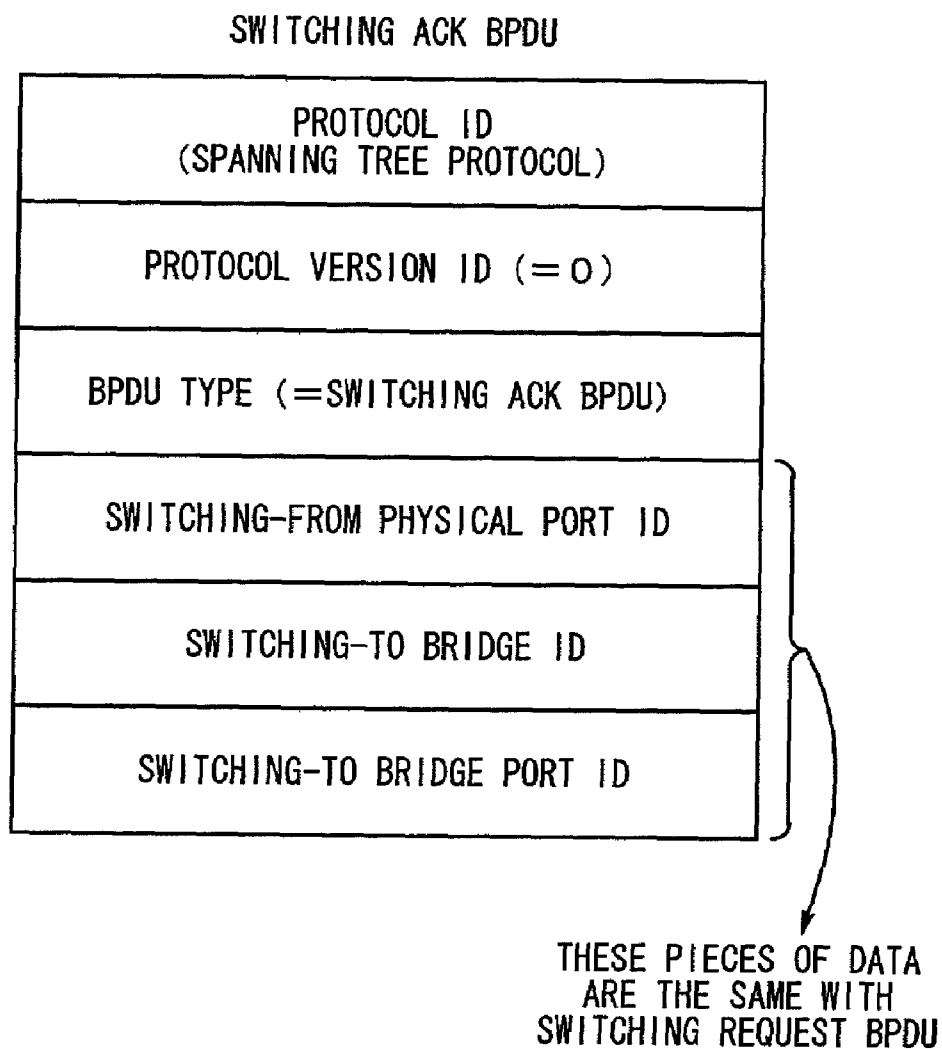 SWITCHING ACK BPDU
PROTOCOL ID
(SPANNING TREE PROTOCOL)
PROTOCOL VERSION ID (=0)
BPDU TYPE (=SWITCHING ACK BPDU)
SWITCHING-FROM PHYSICAL PORT ID
SWITCHING-TO BRIDGE ID
SWITCHING-TO BRIDGE PORT ID
THESE PIECES OF DATA
ARE THE SAME WITH
SWITCHING REQUEST BPDU